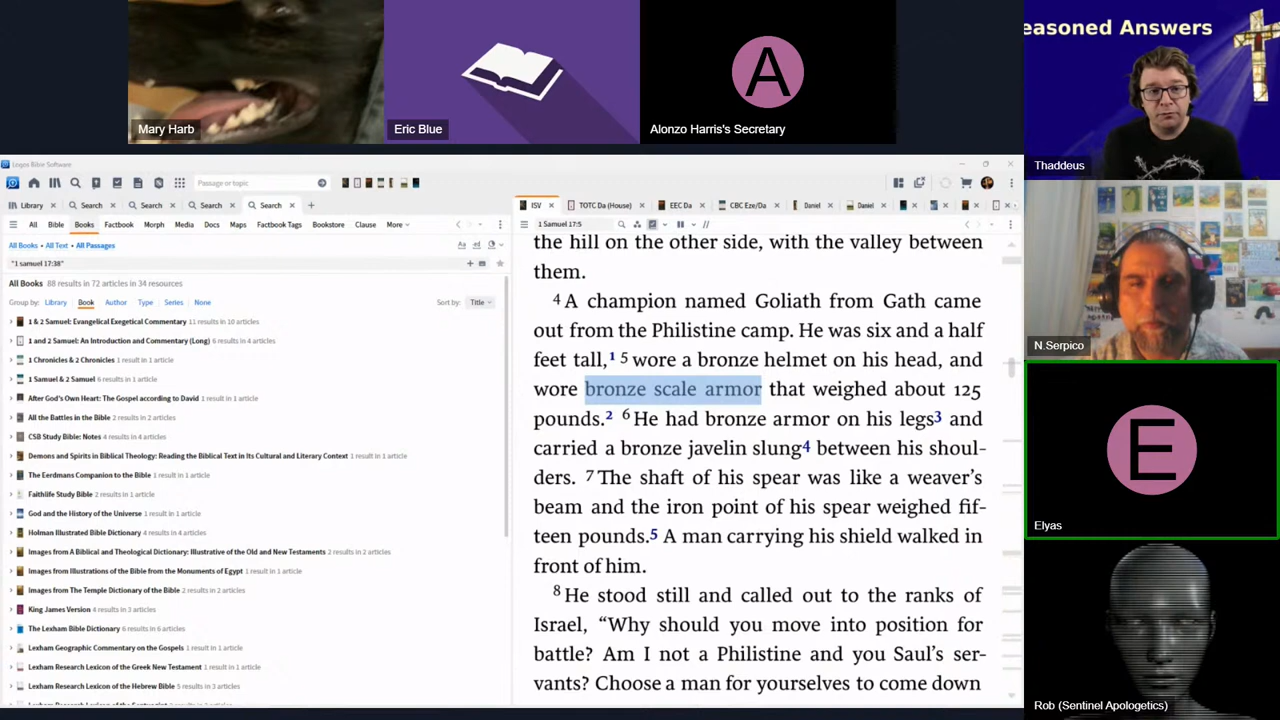 Mary Harb
Eric Blue
A
Alonzo Harris's Secretary
easoned Answers
Thaddeus
N.Serpico
E
Elyas
Rob (Sentinel Apologetics)
Logos Bible Software
Passage or topic
Library
Search
Search
Search
Search
All Bible Books Factbook Morph Media Docs Maps Factbook Tags Bookstore Clause More
All Books • All Text • All Passages
"1 samuel 17:38"
All Books 88 results in 72 articles in 34 resources
Group by: Library Book Author Type Series None
Sort by: Title
1 & 2 Samuel: Evangelical Exegetical Commentary 11 results in 10 articles
1 and 2 Samuel: An Introduction and Commentary (Long) 6 results in 4 articles
1 Chronicles & 2 Chronicles 1 result in 1 article
1 Samuel & 2 Samuel 6 results in 1 article
After God's Own Heart: The Gospel according to David 1 result in 1 article
All the Battles in the Bible 2 results in 2 articles
CSB Study Bible: Notes 4 results in 4 articles
Demons and Spirits in Biblical Theology: Reading the Biblical Text in Its Cultural and Literary Context 1 result in 1 article
The Eerdmans Companion to the Bible 1 result in 1 article
Faithlife Study Bible 2 results in 1 article
God and the History of the Universe 1 result in 1 article
Holman Illustrated Bible Dictionary 4 results in 4 articles
Images from A Biblical and Theological Dictionary: Illustrative of the Old and New Testaments 2 results in 2 articles
Images from Illustrations of the Bible from the Monuments of Egypt 1 result in 1 article
Images from The Temple Dictionary of the Bible 2 results in 2 articles
King James Version 4 results in 3 articles
The Lexham Bible Dictionary 6 results in 6 articles
Lexham Geographic Commentary on the Gospels 1 result in 1 article
Lexham Research Lexicon of the Greek New Testament 1 result in 1 article
Lexham Research Lexicon of the Hebrew Bible 5 results in 3 articles
ISV
TOTC Da (House)
EEC Da
CBC Eze/Da
Daniel
Daniel
1 Samuel 17:5
the hill on the other side, with the valley between
them.
4 A champion named Goliath from Gath came
out from the Philistine camp. He was six and a half
feet tall,1 5 wore a bronze helmet on his head, and
wore bronze scale armor that weighed about 125
pounds.2 6 He had bronze armor on his legs3 and
carried a bronze javelin slung4 between his shoul-
ders. 7 The shaft of his spear was like a weaver's
beam and the iron point of his spear weighed fif-
teen pounds.5 A man carrying his shield walked in
front of him.
8 He stood still and called out to the ranks of
Israel, "Why should you move into position for
battle? Am I not a Philistine and you Saul's ser-
vants? Choose a man for yourselves to come down